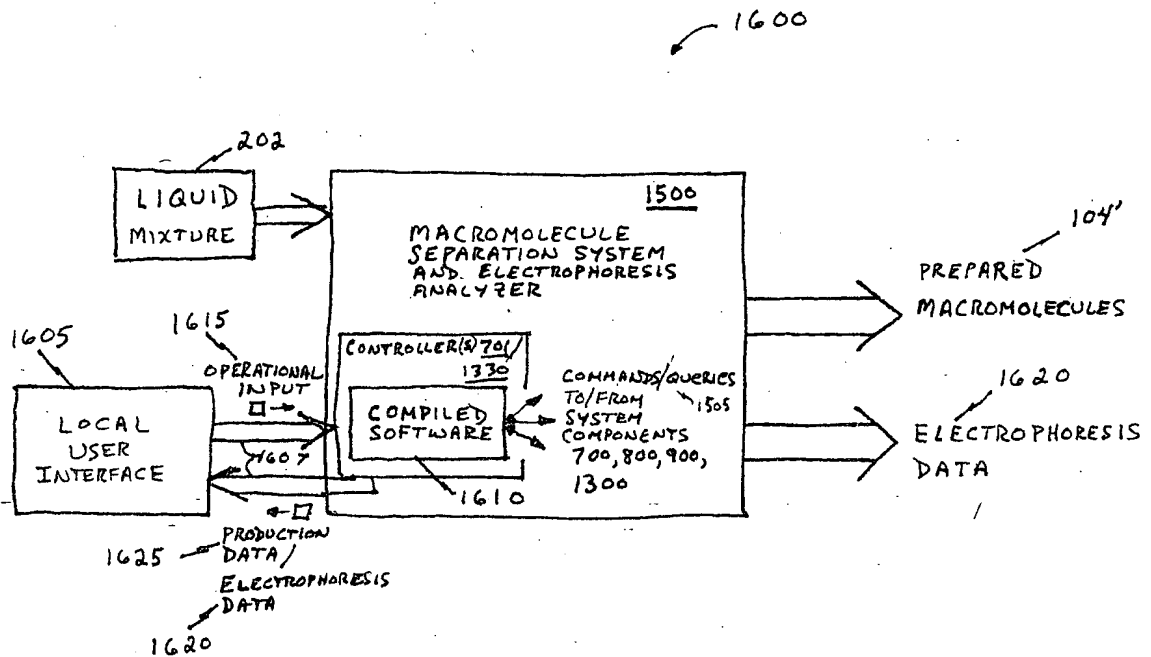 1600
202
LIQUID
MIXTURE
1500
MACROMOLECULE
SEPARATION SYSTEM
AND ELECTROPHORESIS
ANALYZER
104'
PREPARED
MACROMOLECULES
1605
1615
OPERATIONAL
INPUT
CONTROLLER(S) 701/
1330
COMPILED
SOFTWARE
1610
COMMANDS/QUERIES
TO/FROM 1505
SYSTEM
COMPONENTS
700, 800, 900,
1300
1620
ELECTROPHORESIS
DATA
LOCAL
USER
INTERFACE
1607
1625
PRODUCTION
DATA/
ELECTROPHORESIS
DATA
1620